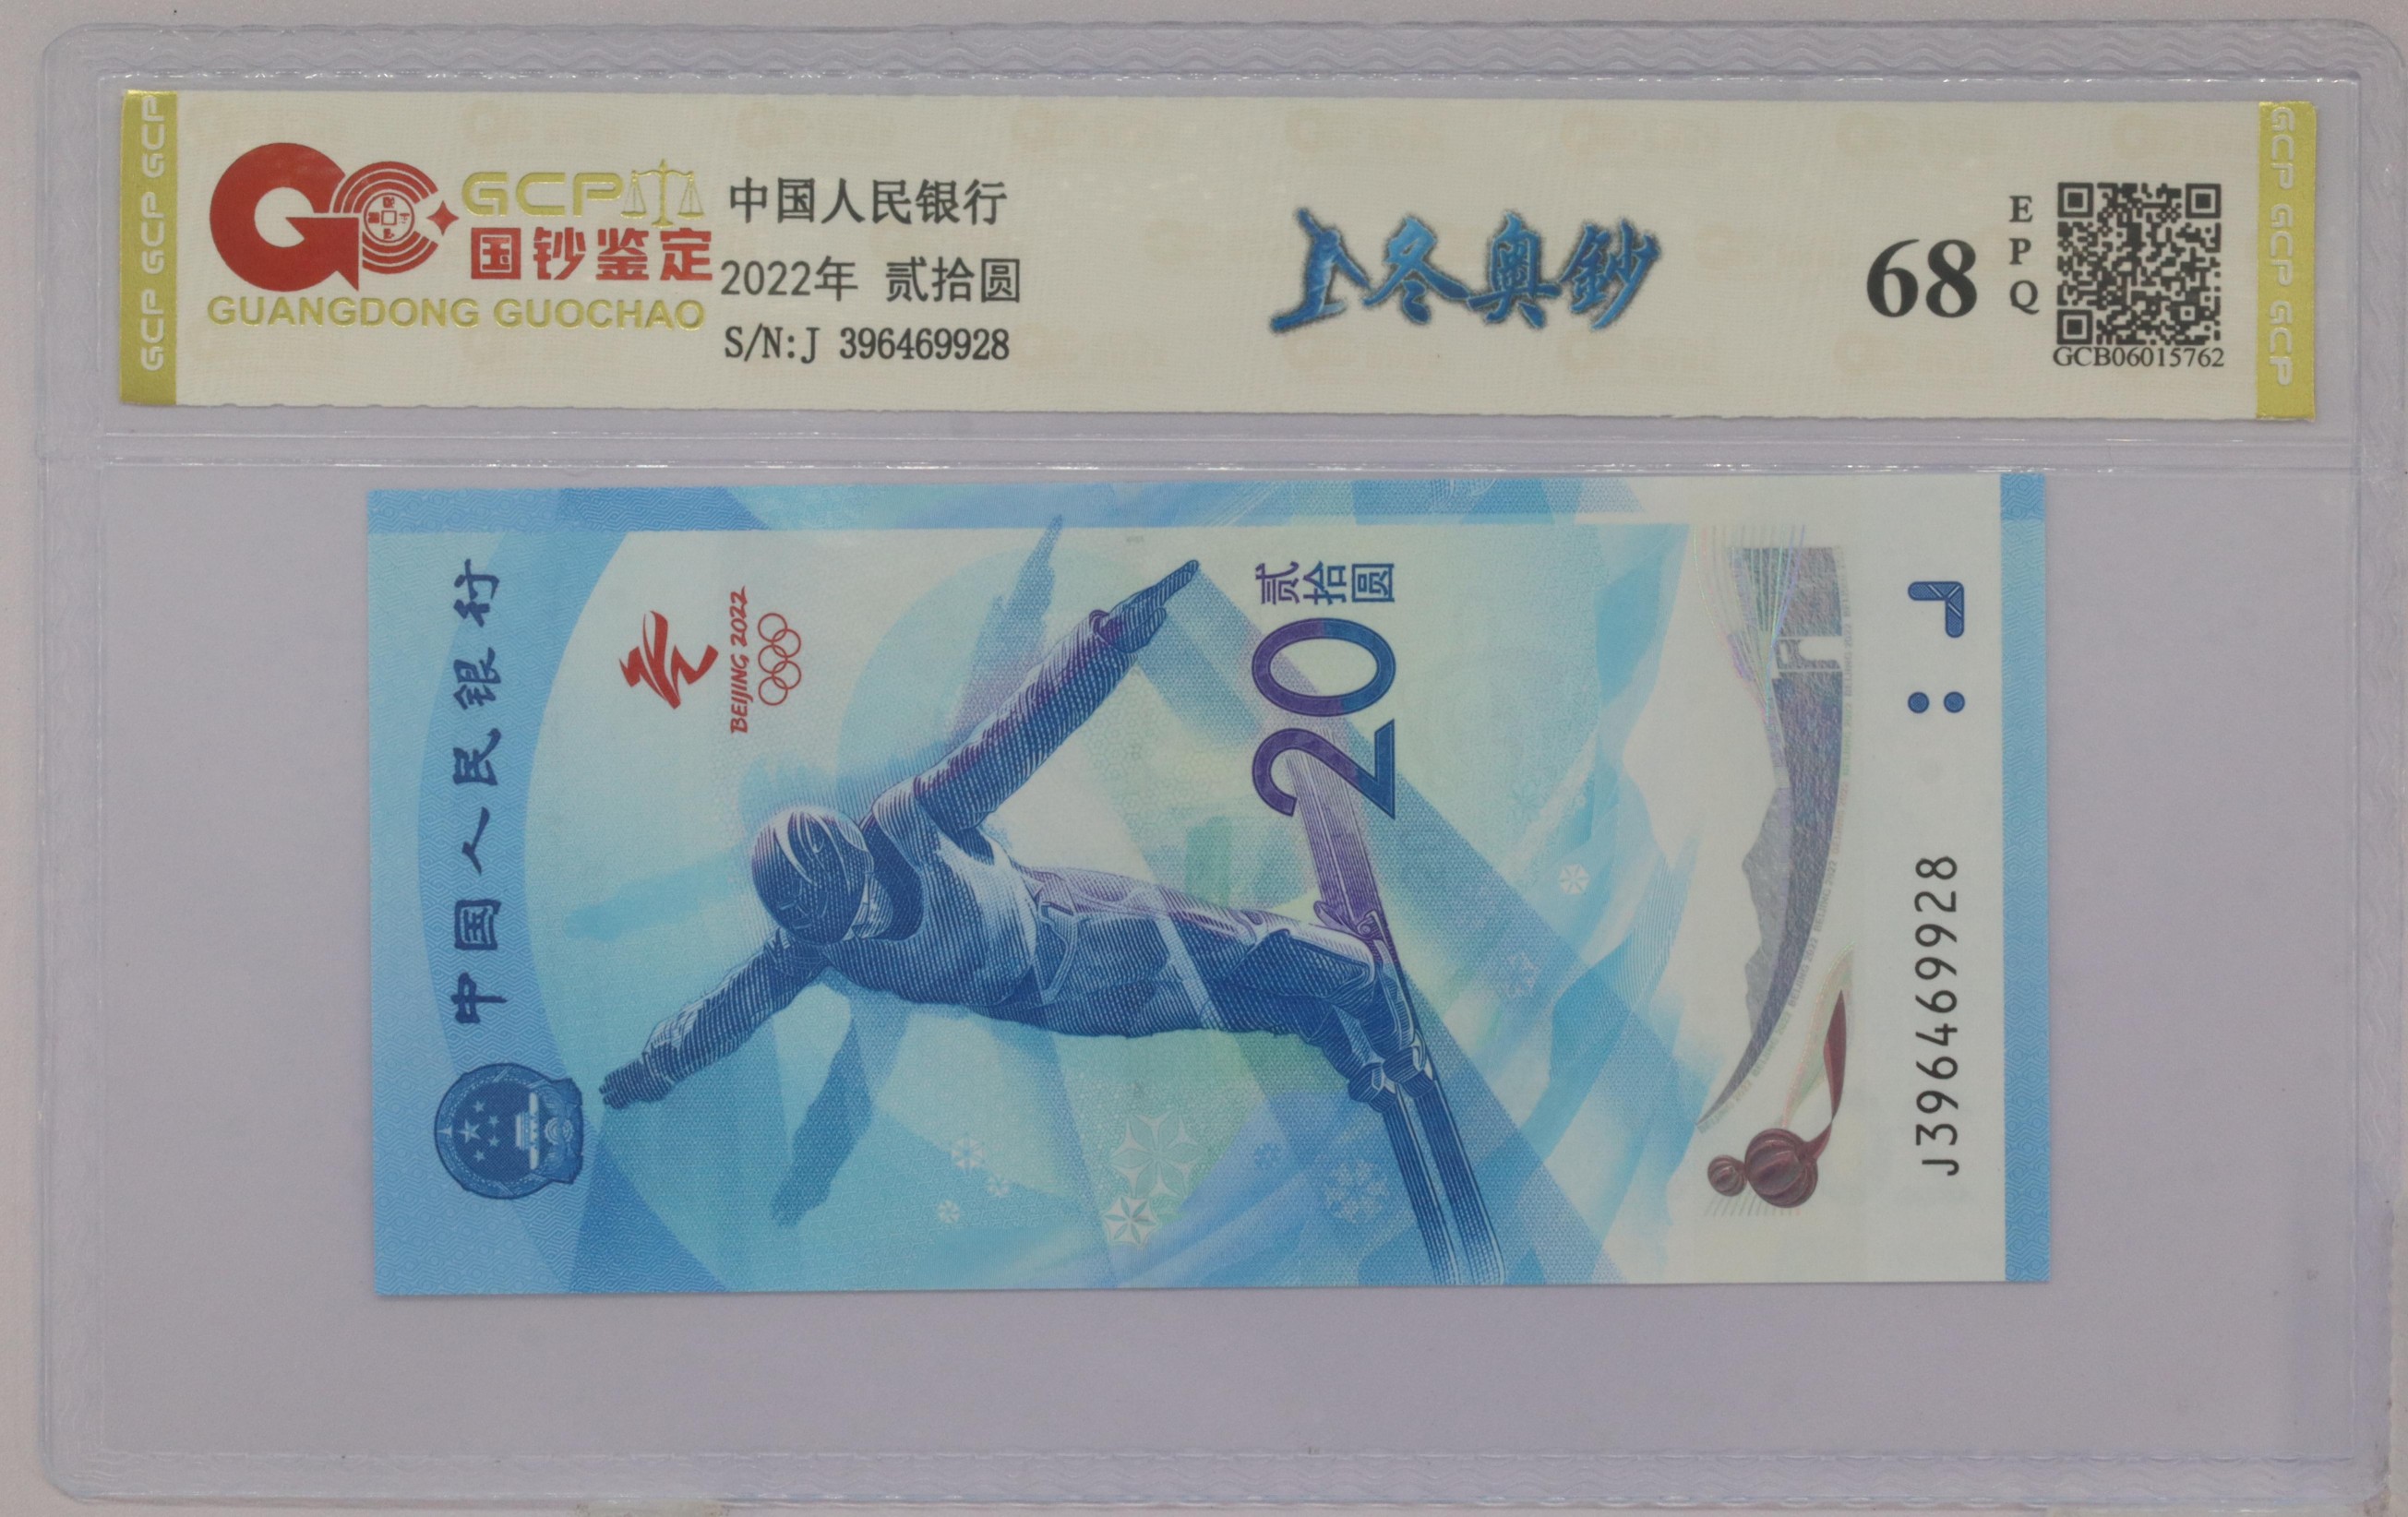 GCP GCP GCP
GCP
国钞鉴定
GUANGDONG GUOCHAO
中国人民银行
2022年 贰拾圆
S/N:J 396469928
冬奥鈔
68
EPQ
GCB06015762
GCP GCP GCP
中国人民银行
BEIJING 2022
贰拾圆
20
J396469928